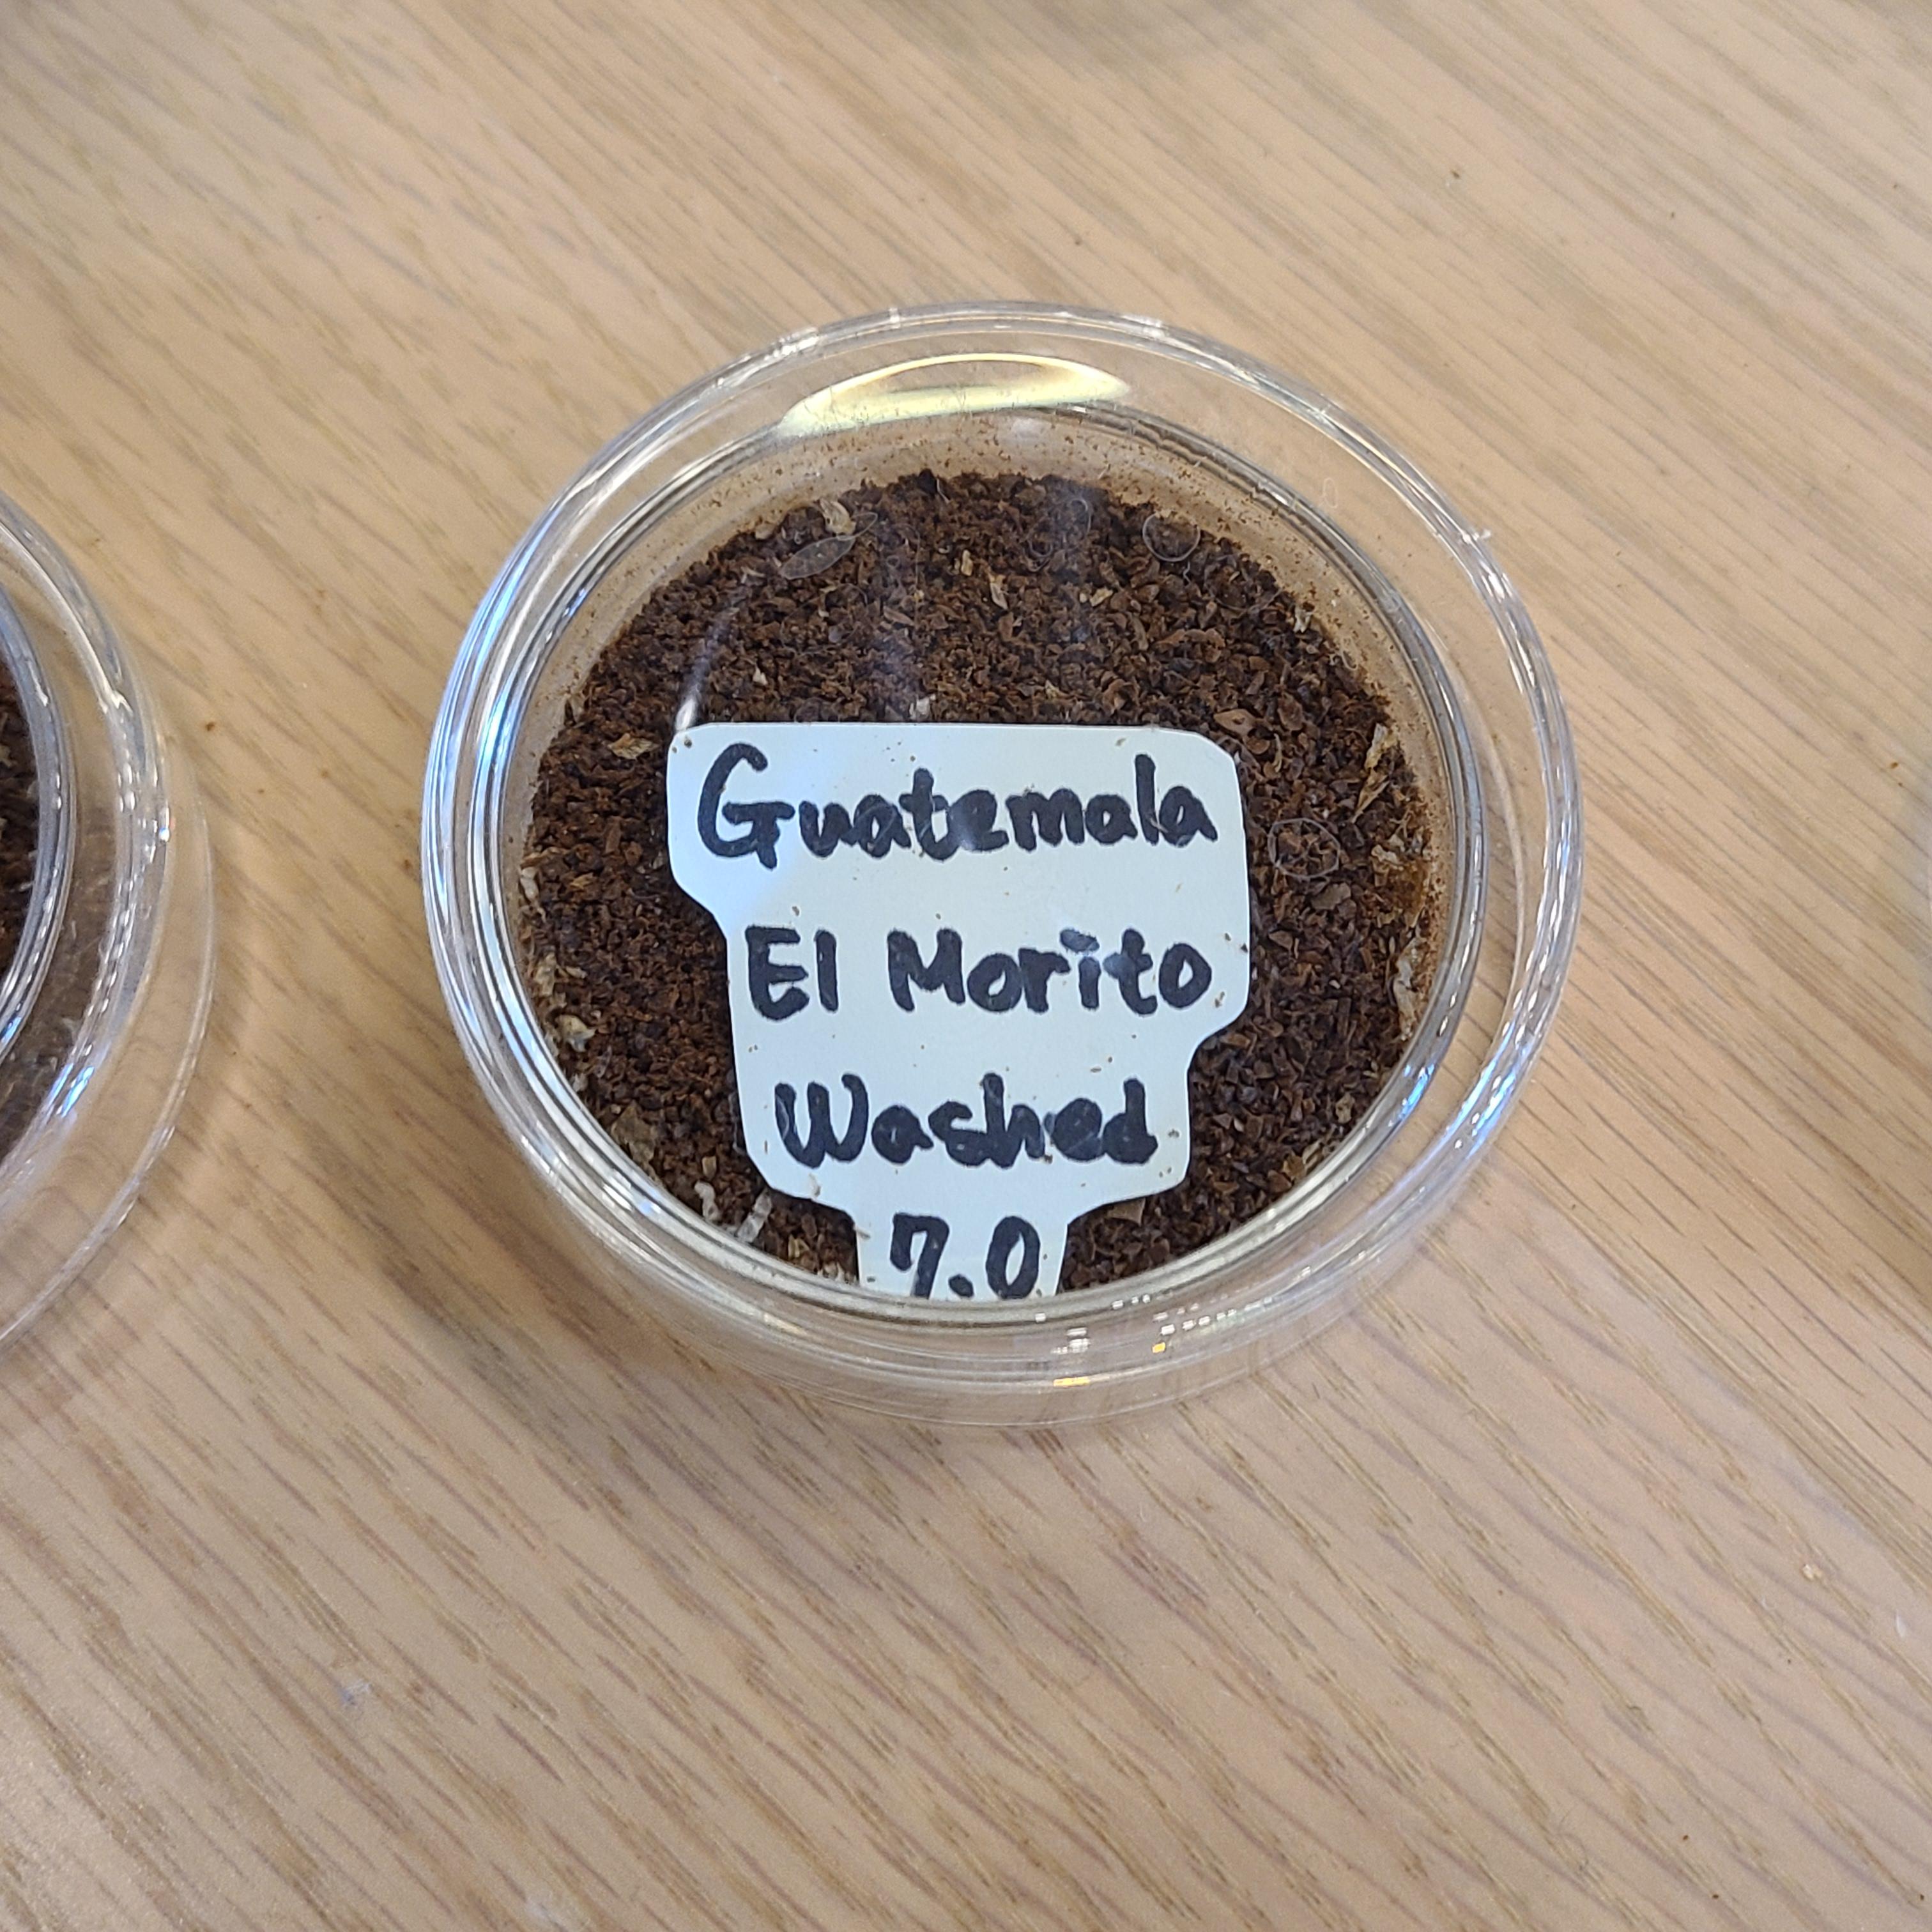 Guatemala
El Morito
Washed
7.0